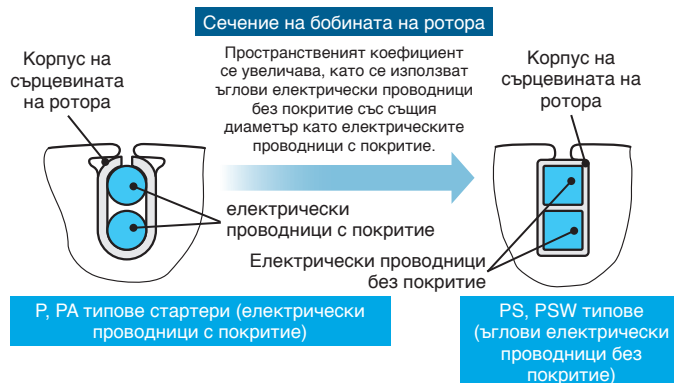 Сечение на бобината на ротора
Корпус на
сърцевината
на ротора
Пространственият коефициент
се увеличава, като се използват
ъглови електрически проводници
без покритие със същия
диаметър като електрическите
проводници с покритие.
Корпус на
сърцевината на
ротора
електрически
проводници с покритие
Електрически проводници
без покритие
P, PA типове стартери (електрически
проводници с покритие)
PS, PSW типове
(ъглови електрически
проводници без
покритие)